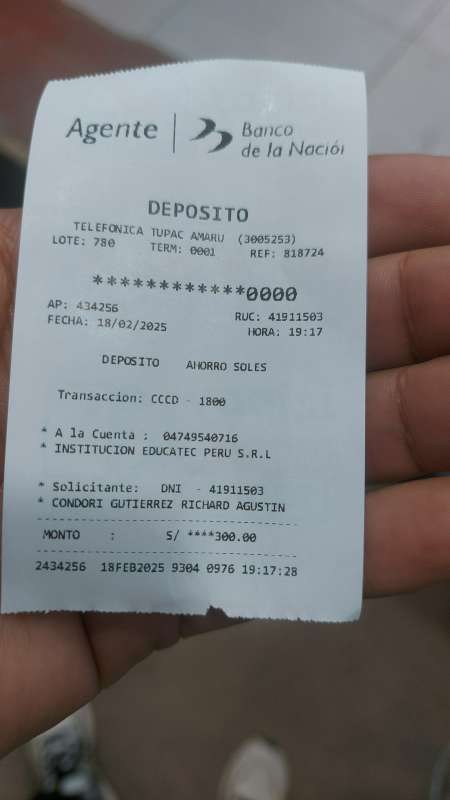 Agente | Banco
de la Nación
DEPOSITO
TELEFONICA TUPAC AMARU (3005253)
LOTE: 780 TERM: 0001 REF: 818724
************0000
AP: 434256 RUC: 41911503
FECHA: 18/02/2025 HORA: 19:17
DEPOSITO AHORRO SOLES
Transaccion: CCCD - 1800
* A la Cuenta : 04749540716
* INSTITUCION EDUCATEC PERU S.R.L
* Solicitante: DNI - 41911503
* CONDORI GUTIERREZ RICHARD AGUSTIN
MONTO : S/ ****300.00
2434256 18FEB2025 9304 0976 19:17:28